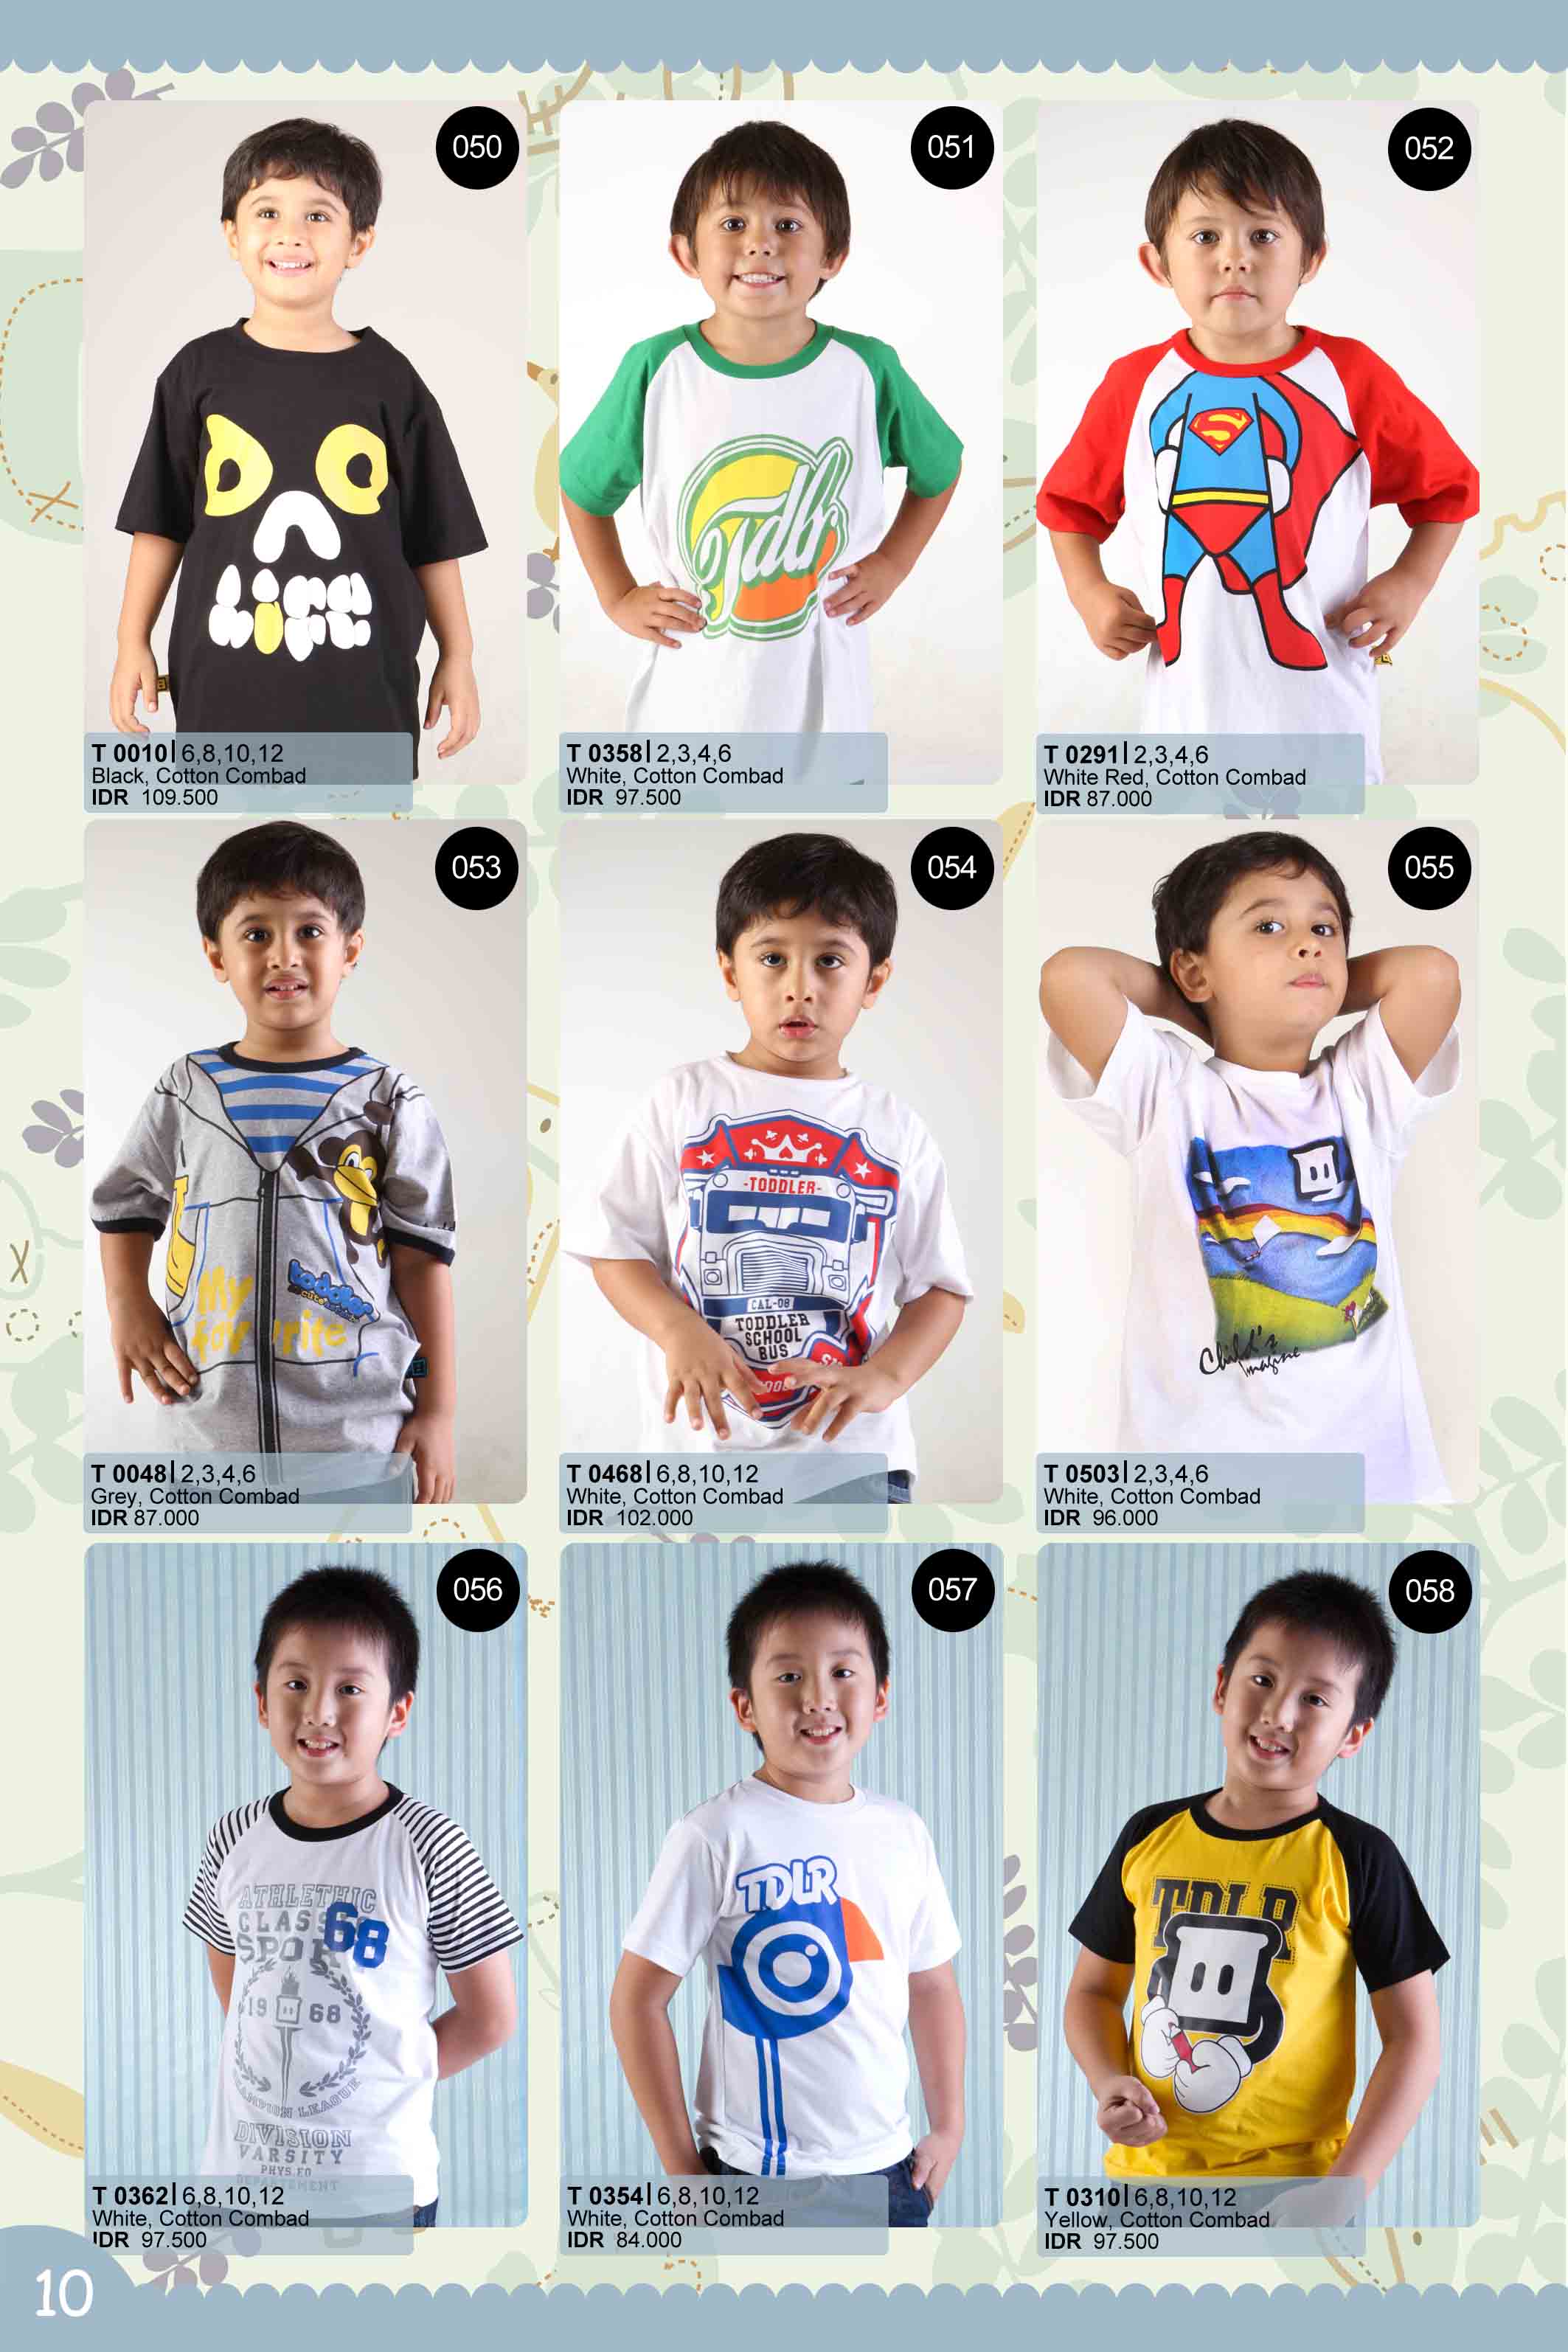 050
LIFE
T 0010| 6,8,10,12
Black, Cotton Combad
IDR 109.500
051
Tdlr
T 0358| 2,3,4,6
White, Cotton Combad
IDR 97.500
052
S
T 0291| 2,3,4,6
White Red, Cotton Combad
IDR 87.000
053
My
toddler
T 0048| 2,3,4,6
Grey, Cotton Combad
IDR 87.000
054
-TODDLER-
CAL-08
TODDLER
SCHOOL
BUS
T 0468| 6,8,10,12
White, Cotton Combad
IDR 102.000
055
Child's
Imagine
T 0503| 2,3,4,6
White, Cotton Combad
IDR 96.000
056
ATHLETHIC
68
19 68
LEAGUE
DIVISION
VARSITY
PHYS.ED
DEPARTEMENT
T 0362| 6,8,10,12
White, Cotton Combad
IDR 97.500
057
TDLR
T 0354| 6,8,10,12
White, Cotton Combad
IDR 84.000
058
TDLR
T 0310| 6,8,10,12
Yellow, Cotton Combad
IDR 97.500
10